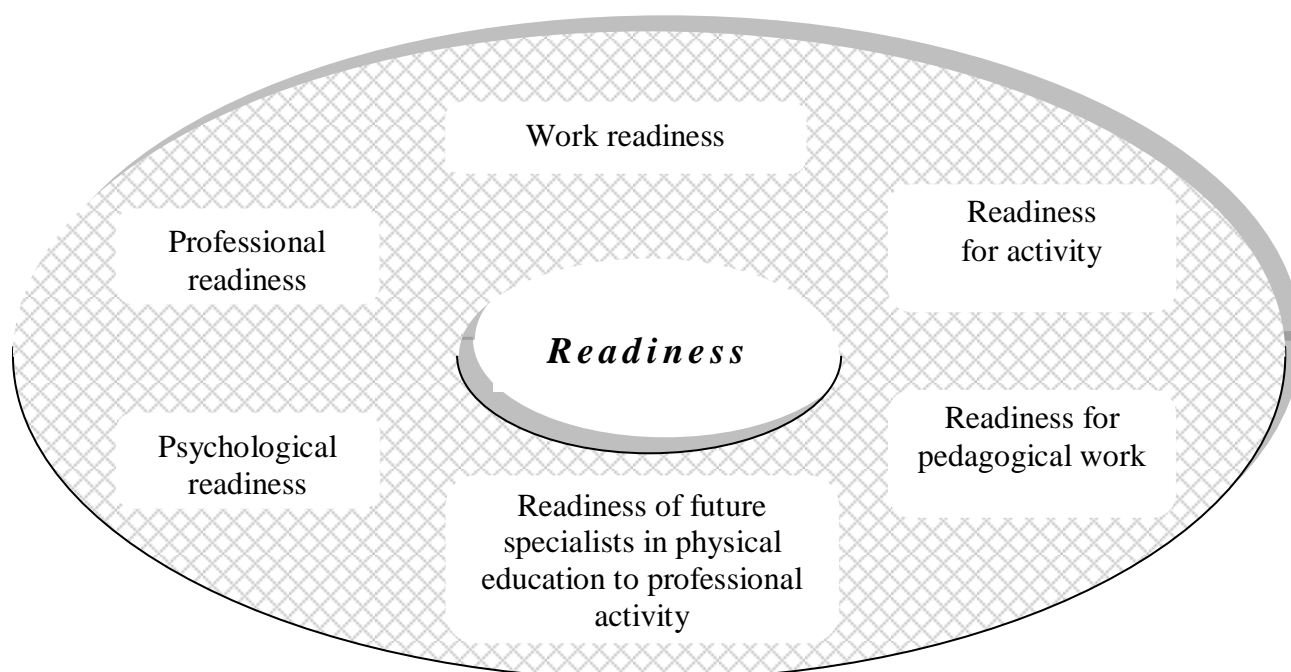 Work readiness
Readiness
for activity
Professional
readiness
Readiness
Readiness for
pedagogical work
Psychological
readiness
Readiness of future
specialists in physical
education to professional
activity